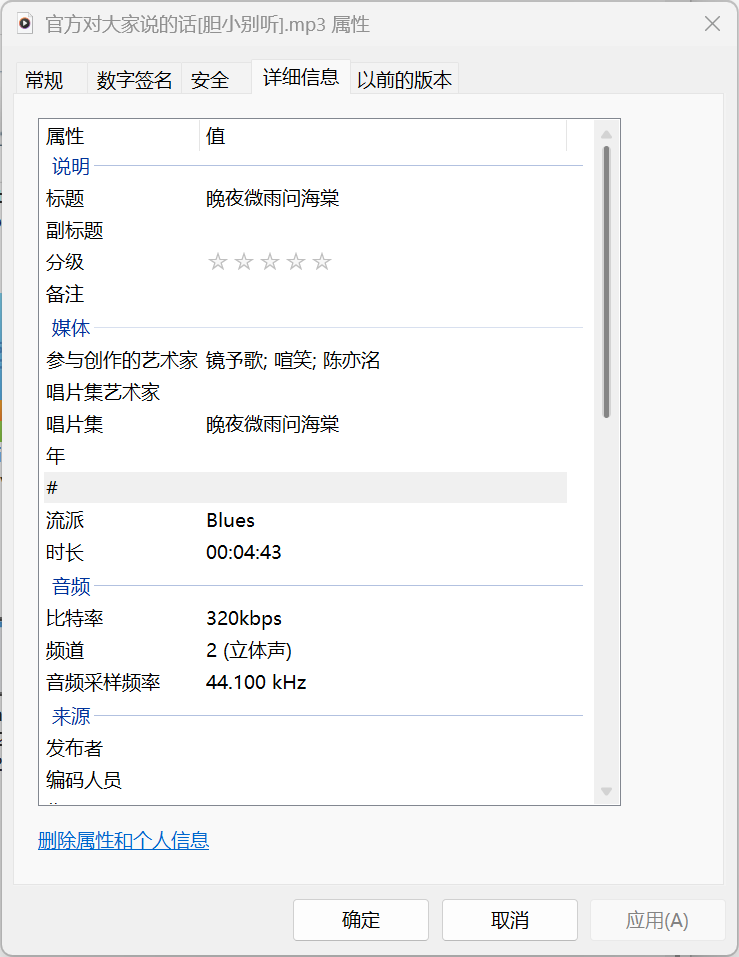 官方对大家说的话[胆小别听].mp3 属性
常规 数字签名 安全 详细信息 以前的版本
属性 值
说明
标题 晚夜微雨问海棠
副标题
分级
备注
媒体
参与创作的艺术家 镜予歌; 喧笑; 陈亦洺
唱片集艺术家
唱片集 晚夜微雨问海棠
年
#
流派 Blues
时长 00:04:43
音频
比特率 320kbps
频道 2 (立体声)
音频采样频率 44.100 kHz
来源
发布者
编码人员
删除属性和个人信息
确定 取消 应用(A)